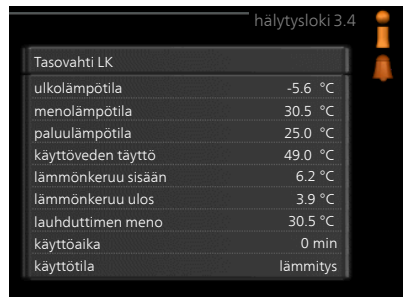 hälytysloki 3.4
Tasovahti LK
ulkolämpötila -5.6 °C
menolämpötila 30.5 °C
paluulämpötila 25.0 °C
käyttöveden täyttö 49.0 °C
lämmönkeruu sisään 6.2 °C
lämmönkeruu ulos 3.9 °C
lauhduttimen meno 30.5 °C
käyttöaika 0 min
käyttötila lämmitys